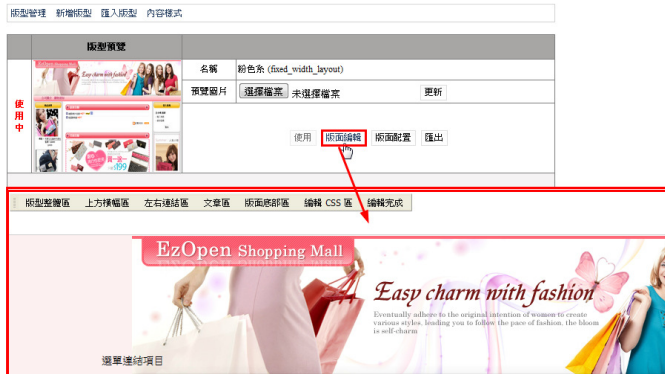 版型管理 新增版型 匯入版型 內容樣式
版型預覽
使用中
Easy charm with fashion
名稱 粉色系 (fixed_width_layout)
預覽圖片 選擇檔案 未選擇檔案 更新
使用 版面編輯 版面配置 匯出
版型整體區 上方橫幅區 左右連結區 文章區 版面底部區 編輯 CSS 區 編輯完成
EzOpen Shopping Mall
Easy charm with fashion
Eventually adhere to the original intention of women to create
various styles, leading you to follow the pace of fashion, the bloom
is self-charm
選單連結項目